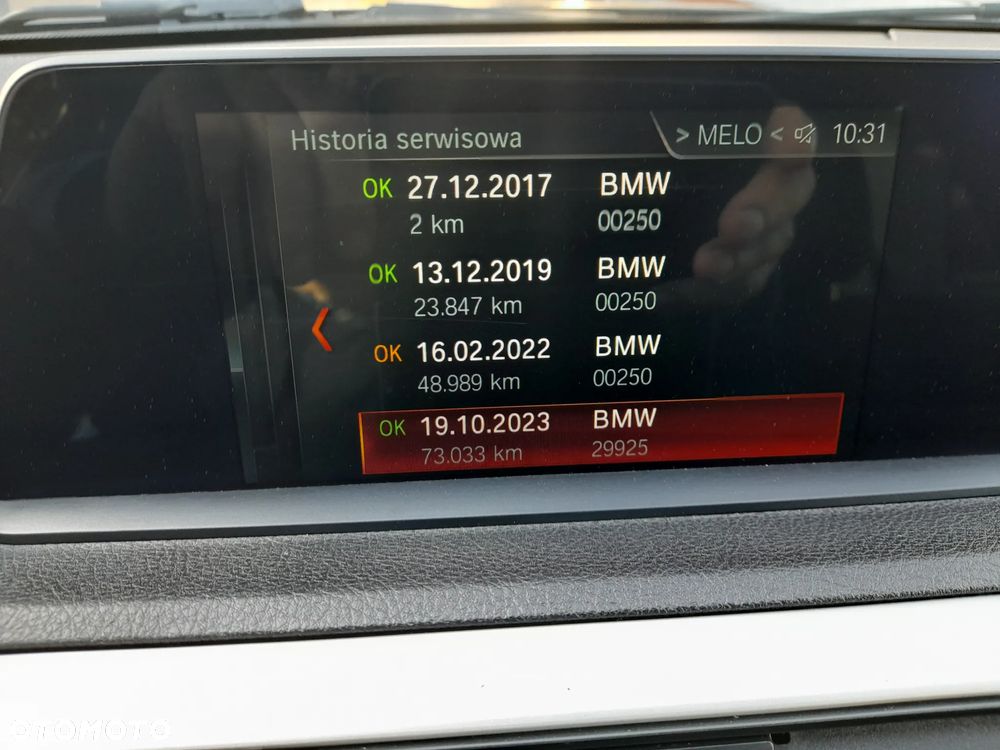 Historia serwisowa > MELO < 10:31
OK 27.12.2017 BMW
2 km 00250
OK 13.12.2019 BMW
23.847 km 00250
OK 16.02.2022 BMW
48.989 km 00250
OK 19.10.2023 BMW
73.033 km 29925
OTOMOTO